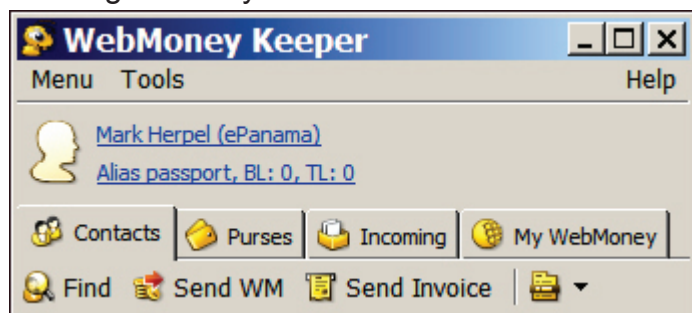 WebMoney Keeper
Menu Tools Help
Mark Herpel (ePanama)
Alias passport, BL: 0, TL: 0
Contacts Purses Incoming My WebMoney
Find Send WM Send Invoice